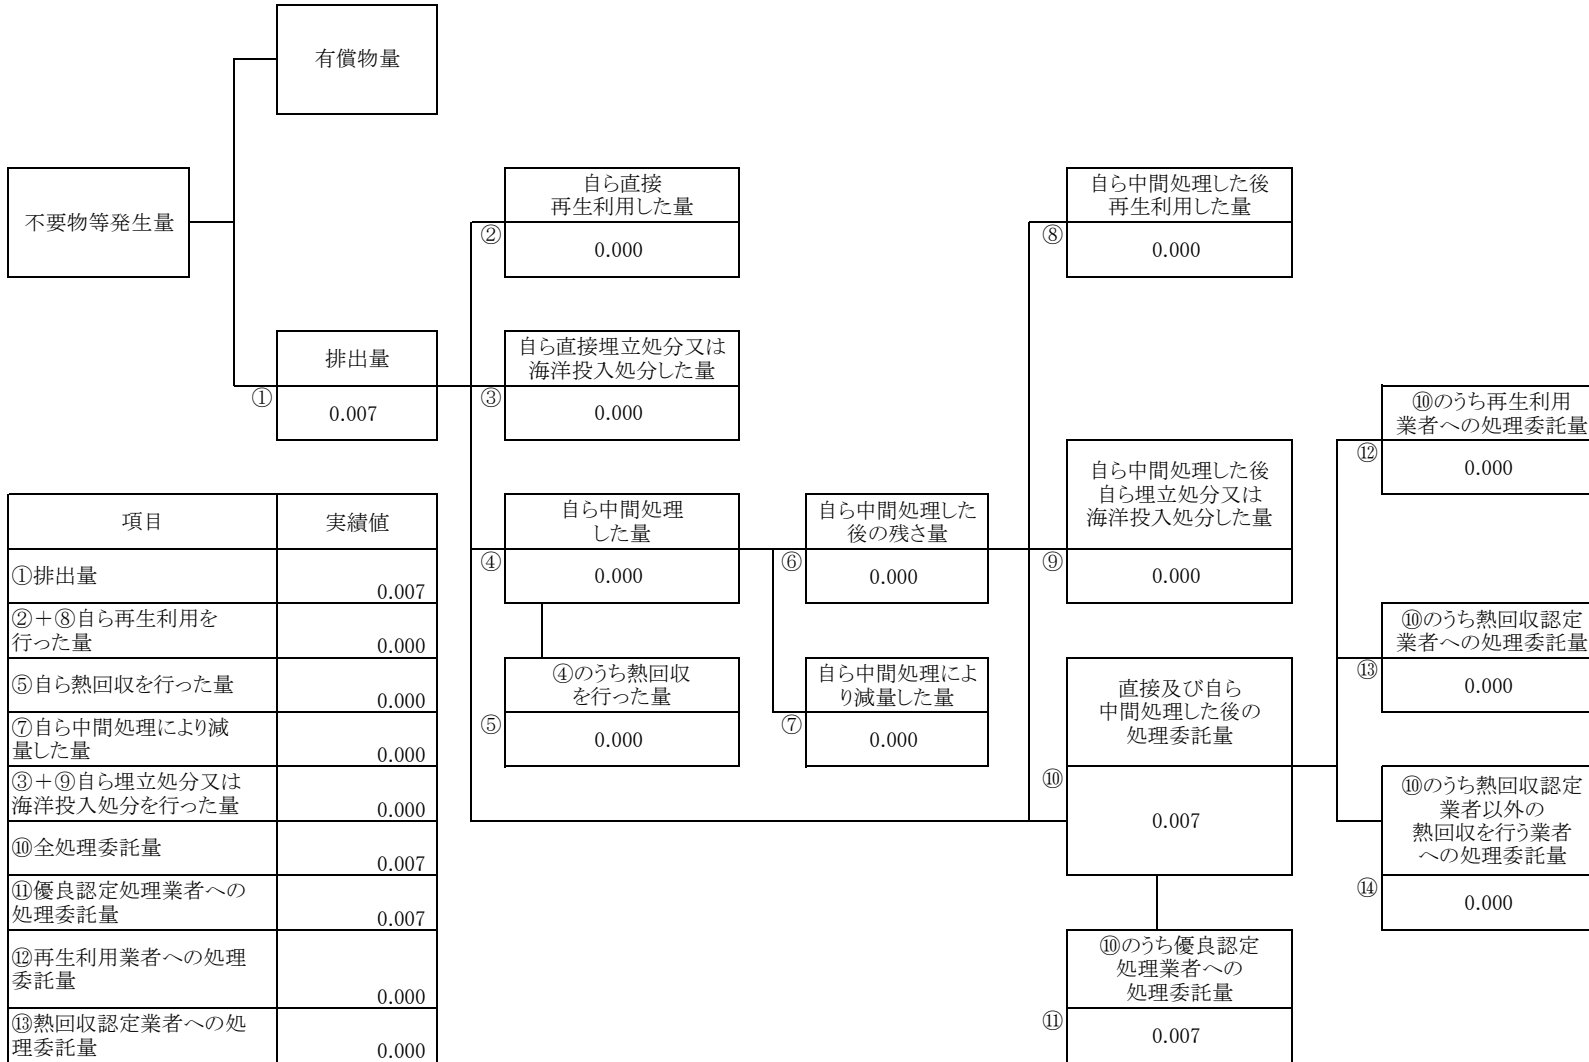 有償物量
不要物等発生量
自ら直接
再生利用した量
②
0.000
自ら中間処理した後
再生利用した量
⑧
0.000
排出量
①
0.007
自ら直接埋立処分又は
海洋投入処分した量
③
0.000
⑩のうち再生利用
業者への処理委託量
⑫
0.000
自ら中間処理
した量
④
0.000
自ら中間処理した
後の残さ量
⑥
0.000
自ら中間処理した後
自ら埋立処分又は
海洋投入処分した量
⑨
0.000
⑩のうち熱回収認定
業者への処理委託量
⑬
0.000
④のうち熱回収
を行った量
⑤
0.000
自ら中間処理によ
り減量した量
⑦
0.000
直接及び自ら
中間処理した後の
処理委託量
⑩
0.007
⑩のうち熱回収認定
業者以外の
熱回収を行う業者
への処理委託量
⑭
0.000
⑩のうち優良認定
処理業者への
処理委託量
⑪
0.007
項目 実績値
①排出量
0.007
②+⑧自ら再生利用を
行った量 0.000
⑤自ら熱回収を行った量
0.000
⑦自ら中間処理により減
量した量 0.000
③+⑨自ら埋立処分又は
海洋投入処分を行った量 0.000
⑩全処理委託量
0.007
⑪優良認定処理業者への
処理委託量 0.007
⑫再生利用業者への処理
委託量
0.000
⑬熱回収認定業者への処
理委託量 0.000